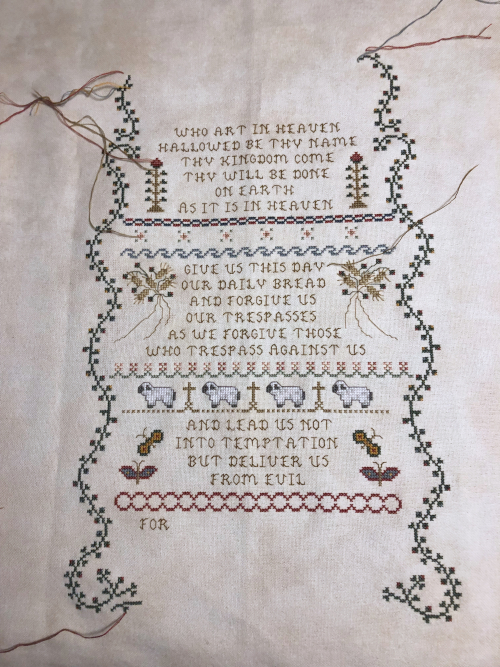 WHO ART IN HEAVEN
HALLOWED BE THY NAME
THY KINGDOM COME
THY WILL BE DONE
ON EARTH
AS IT IS IN HEAVEN
GIVE US THIS DAY
OUR DAILY BREAD
AND FORGIVE US
OUR TRESPASSES
AS WE FORGIVE THOSE
WHO TRESPASS AGAINST US
AND LEAD US NOT
INTO TEMPTATION
BUT DELIVER US
FROM EVIL
FOR